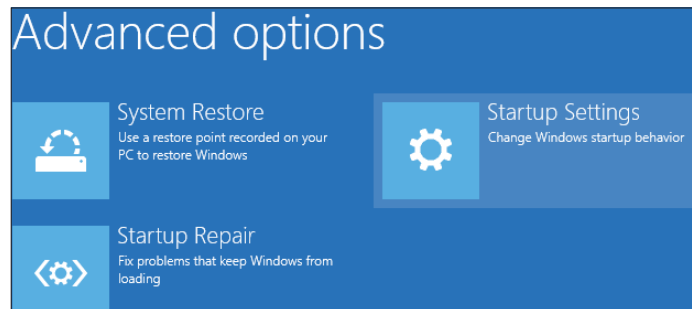 Advanced options
System Restore
Use a restore point recorded on your
PC to restore Windows
Startup Settings
Change Windows startup behavior
Startup Repair
Fix problems that keep Windows from
loading